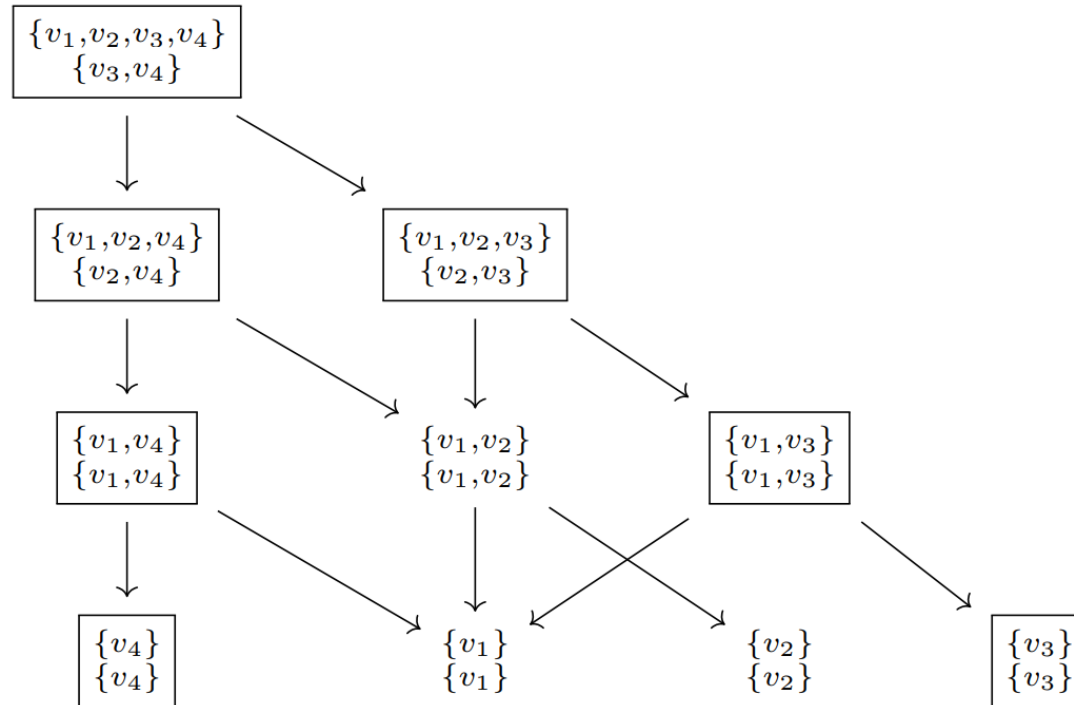 {v₁,v₂,v₃,v₄}
{v₃,v₄}
{v₁,v₂,v₄}
{v₂,v₄}
{v₁,v₂,v₃}
{v₂,v₃}
{v₁,v₄}
{v₁,v₄}
{v₁,v₂}
{v₁,v₂}
{v₁,v₃}
{v₁,v₃}
{v₄}
{v₄}
{v₁}
{v₁}
{v₂}
{v₂}
{v₃}
{v₃}